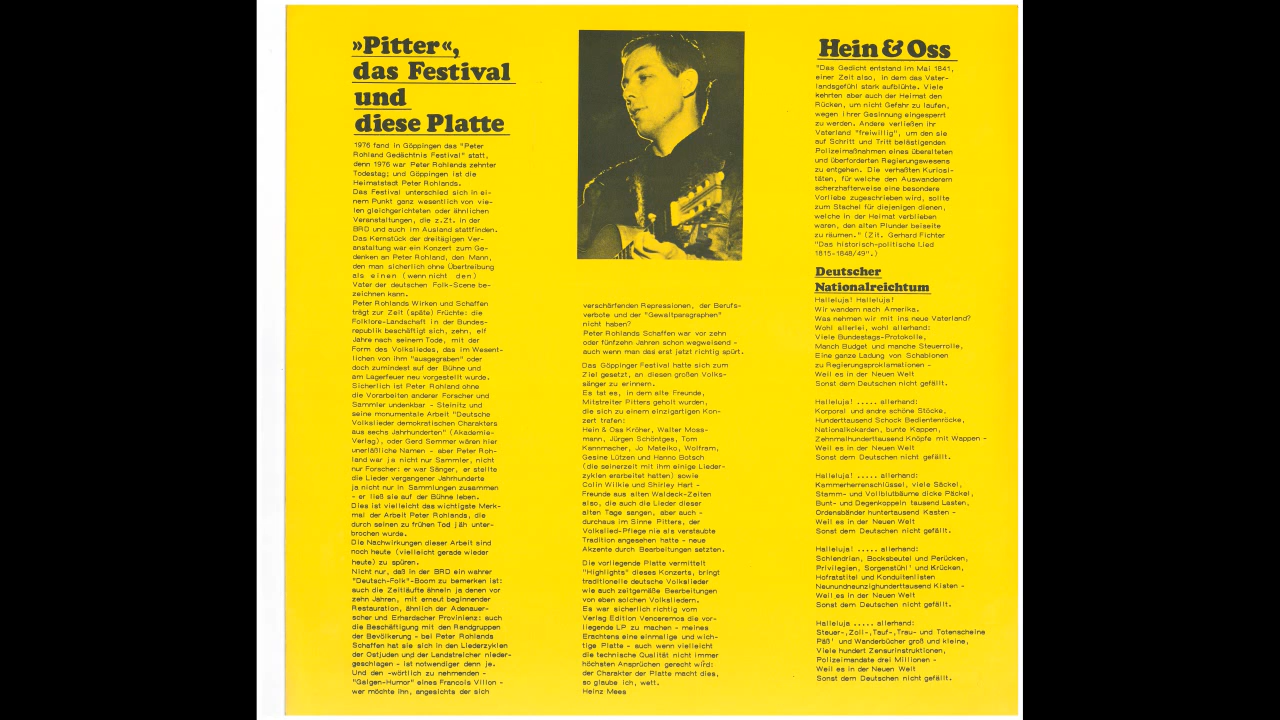 »Pitter«,
das Festival
und
diese Platte
1976 fand in Göppingen das "Peter
Rohland Gedächtnis Festival" statt,
denn 1976 war Peter Rohlands zehnter
Todestag; und Göppingen ist die
Heimatstadt Peter Rohlands.
Das Festival unterschied sich in ei-
nem Punkt ganz wesentlich von vie-
len gleichgerichteten oder ähnlichen
Veranstaltungen, die z.Zt. in der
BRD und auch im Ausland stattfinden.
Das Kernstück der dreitägigen Ver-
anstaltung war ein Konzert zum Ge-
denken an Peter Rohland, den Mann,
den man sicherlich ohne Übertreibung
als einen (wenn nicht den)
Vater der deutschen Folk-Scene be-
zeichnen kann.
Peter Rohlands Wirken und Schaffen
trägt zur Zeit (späte) Früchte: die
Folklore-Landschaft in der Bundes-
republik beschäftigt sich, zehn, elf
Jahre nach seinem Tode, mit der
Form des Volksliedes, das im Wesent-
lichen von ihm "ausgegraben" oder
doch zumindest auf der Bühne und
am Lagerfeuer neu vorgestellt wurde.
Sicherlich ist Peter Rohland ohne
die Vorarbeiten anderer Forscher und
Sammler undenkbar - Steinitz und
seine monumentale Arbeit "Deutsche
Volkslieder demokratischen Charakters
aus sechs Jahrhunderten" (Akademie-
Verlag), oder Gerd Semmer wären hier
unerläßliche Namen - aber Peter Roh-
land war ja nicht nur Sammler, nicht
nur Forscher: er war Sänger, er stellte
die Lieder vergangener Jahrhunderte
ja nicht nur in Sammlungen zusammen
- er ließ sie auf der Bühne leben.
Dies ist vielleicht das wichtigste Merk-
mal der Arbeit Peter Rohlands, die
durch seinen zu frühen Tod jäh unter-
brochen wurde.
Die Nachwirkungen dieser Arbeit sind
noch heute (vielleicht gerade wieder
heute) zu spüren.
Nicht nur, daß in der BRD ein wahrer
"Deutsch-Folk"-Boom zu bemerken ist:
auch die Zeitläufte ähneln ja denen vor
zehn Jahren, mit erneut beginnender
Restauration, ähnlich der Adenauer-
scher und Erhardscher Provinienz: auch
die Beschäftigung mit den Randgruppen
der Bevölkerung - bei Peter Rohlands
Schaffen hat sie sich in den Liederzyklen
der Ostjuden und der Landstreicher nieder-
geschlagen - ist notwendiger denn je.
Und den -wörtlich zu nehmenden -
"Galgen-Humor" eines Francois Villon -
wer möchte ihn, angesichts der sich
verschärfenden Repressionen, der Berufs-
verbote und der "Gewaltparagraphen"
nicht haben?
Peter Rohlands Schaffen war vor zehn
oder fünfzehn Jahren schon wegweisend -
auch wenn man das erst jetzt richtig spürt.
Das Göppinger Festival hatte sich zum
Ziel gesetzt, an diesen großen Volks-
sänger zu erinnern.
Es tat es, in dem alte Freunde,
Mitstreiter Pitters geholt wurden,
die sich zu einem einzigartigen Kon-
zert trafen:
Hein & Oss Kröher, Walter Moss-
mann, Jürgen Schöntges, Tom
Kannmacher, Jo Mateiko, Wolfram,
Gesine Lützen und Hanno Botsch
(die seinerzeit mit ihm einige Lieder-
zyklen erarbeitet hatten) sowie
Colin Wilkie und Shirley Hart -
Freunde aus alten Waldeck-Zeiten
also, die auch die Lieder dieser
alten Tage sangen, aber auch -
durchaus im Sinne Pitters, der
Volkslied-Pflege nie als verstaubte
Tradition angesehen hatte - neue
Akzente durch Bearbeitungen setzten.
Die vorliegende Platte vermittelt
"Highlights" dieses Konzerts, bringt
traditionelle deutsche Volkslieder
wie auch zeitgemäße Bearbeitungen
von eben solchen Volksliedern.
Es war sicherlich richtig vom
Verlag Edition Venceremos die vor-
liegende LP zu machen - meines
Erachtens eine einmalige und wich-
tige Platte - auch wenn vielleicht
die technische Qualität nicht immer
höchsten Ansprüchen gerecht wird:
der Charakter der Platte macht dies,
so glaube ich, wett.
Heinz Mees
Hein & Oss
"Das Gedicht entstand im Mai 1841,
einer Zeit also, in dem das Vater-
landsgefühl stark aufblühte. Viele
kehrten aber auch der Heimat den
Rücken, um nicht Gefahr zu laufen,
wegen ihrer Gesinnung eingesperrt
zu werden. Andere verließen ihr
Vaterland "freiwillig", um den sie
auf Schritt und Tritt belästigenden
Polizeimaßnahmen eines überalteten
und überforderten Regierungswesens
zu entgehen. Die verhaßten Kuriosi-
täten, für welche den Auswanderern
scherzhafterweise eine besondere
Vorliebe zugeschrieben wird, sollte
zum Stachel für diejenigen dienen,
welche in der Heimat verblieben
waren, den alten Plunder beiseite
zu räumen." (Zit. Gerhard Fichter
"Das historisch-politische Lied
1815-1848/49".)
Deutscher
Nationalreichtum
Halleluja! Halleluja!
Wir wandern nach Amerika.
Was nehmen wir mit ins neue Vaterland?
Wohl allerlei, wohl allerhand:
Viele Bundestags-Protokolle,
Manch Budget und manche Steuerrolle,
Eine ganze Ladung von Schablonen
zu Regierungsproklamationen -
Weil es in der Neuen Welt
Sonst dem Deutschen nicht gefällt.
Halleluja! ..... allerhand:
Korporal und andre schöne Stöcke,
Hunderttausend Schock Bedientenröcke,
Nationalkokarden, bunte Kappen,
Zehnmalhunderttausend Knöpfe mit Wappen -
Weil es in der Neuen Welt
Sonst dem Deutschen nicht gefällt.
Halleluja! ..... allerhand:
Kammerherrenschlüssel, viele Säckel,
Stamm- und Vollblutbäume dicke Päckel,
Bunt- und Degenkoppeln tausend Lasten,
Ordensbänder huntertausend Kasten -
Weil es in der Neuen Welt
Sonst dem Deutschen nicht gefällt.
Halleluja! ..... allerhand:
Schlendrian, Bocksbeutel und Perücken,
Privilegien, Sorgenstühl' und Krücken,
Hofratstitel und Konduitenlisten
Neunundneunzighunderttausend Kisten -
Weil es in der Neuen Welt
Sonst dem Deutschen nicht gefällt.
Halleluja ..... allerhand:
Steuer-,Zoll-,Tauf-,Trau- und Totenscheine
Päß' und Wanderbücher groß und kleine,
Viele hundert Zensurinstruktionen,
Polizeimandate drei Millionen -
Weil es in der Neuen Welt
Sonst dem Deutschen nicht gefällt.